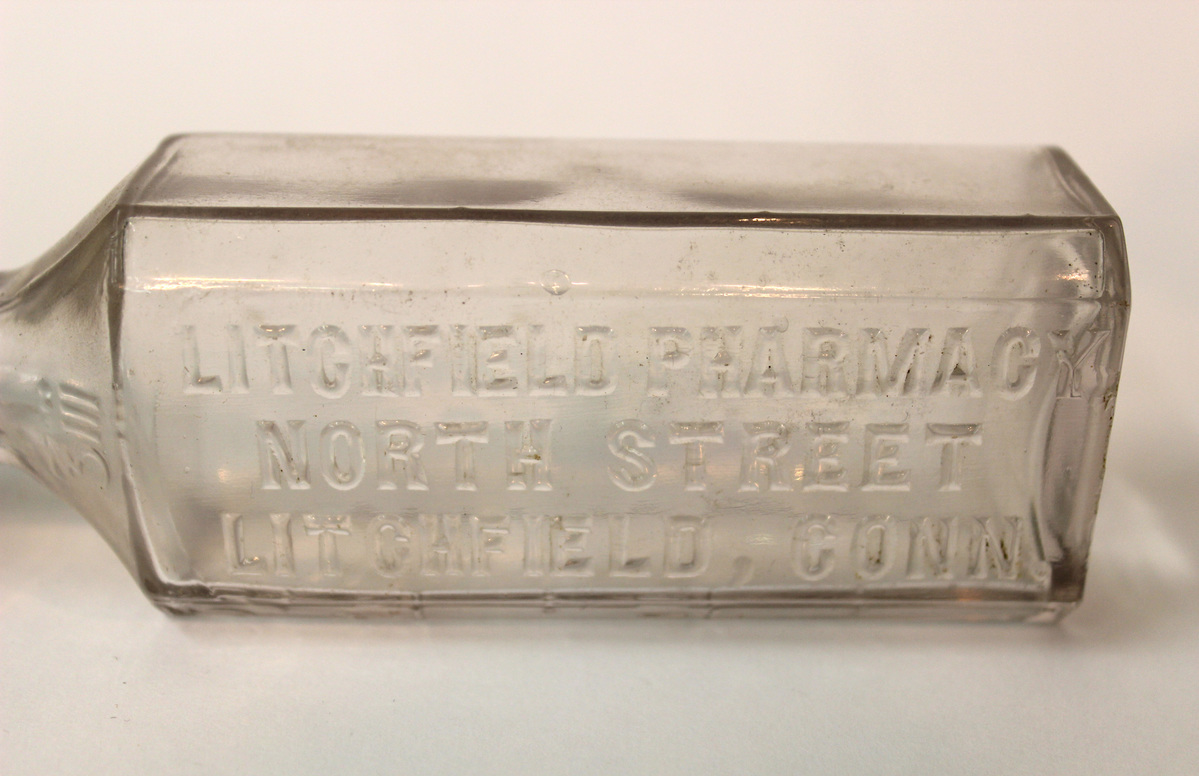 LITCHFIELD PHARMACY
NORTH STREET
LITCHFIELD, CONN.